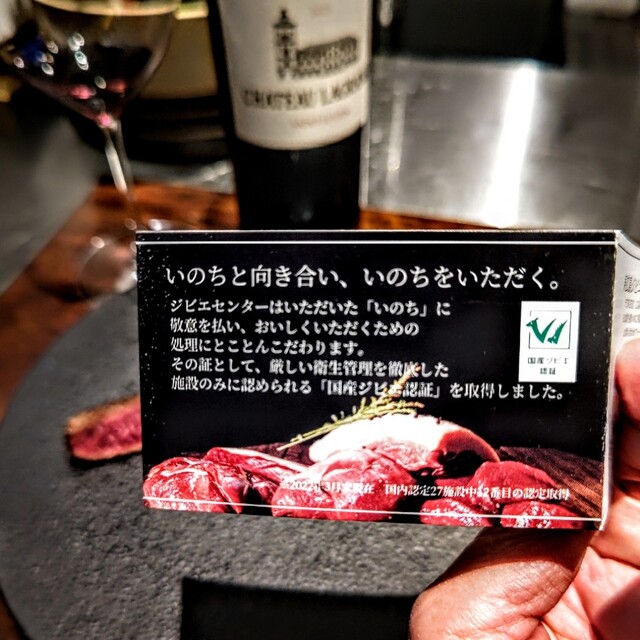 CHATEAU
いのちと向き合い、いのちをいただく。
ジビエセンターはいただいた「いのち」に
敬意を払い、おいしくいただくための
処理にとことんこだわります。
その証として、厳しい衛生管理を徹底した
施設のみに認められる「国産ジビエ認証」を取得しました。
国産ジビエ
認証
現在 国内認定27施設中12番目の認定取得